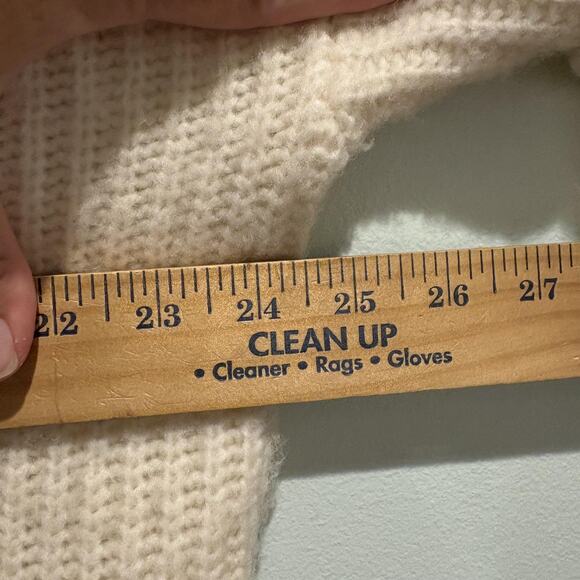 22 23 24 25 26 27
CLEAN UP
• Cleaner • Rags • Gloves